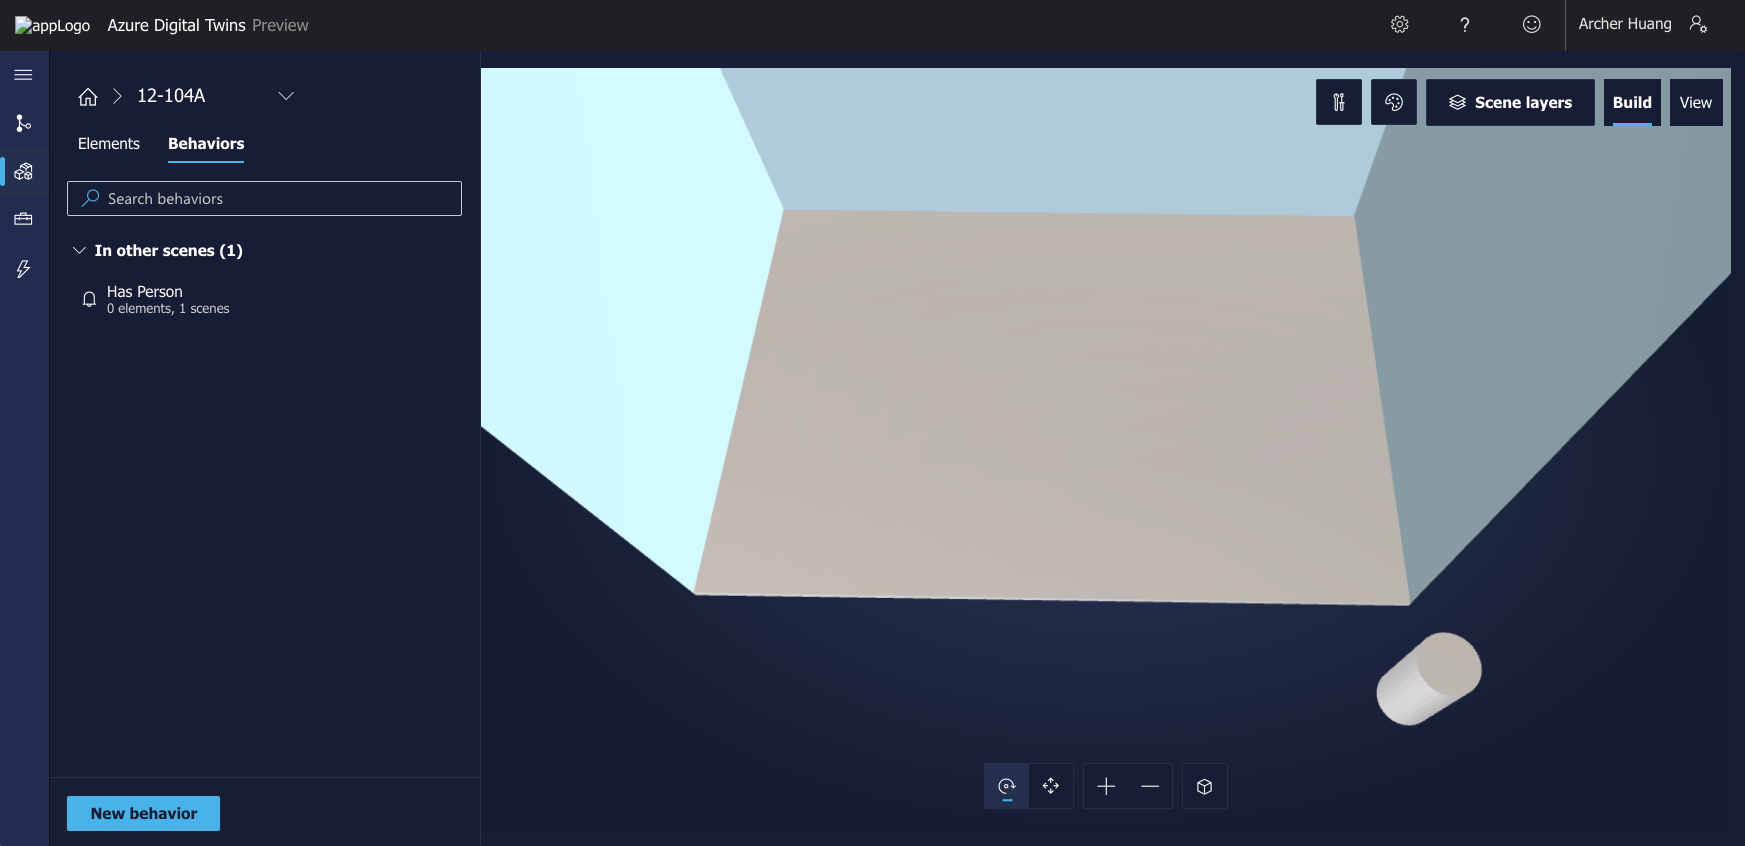 appLogo Azure Digital Twins Preview
? Archer Huang
12-104A
Elements Behaviors
Search behaviors
In other scenes (1)
Has Person
0 elements, 1 scenes
New behavior
Scene layers Build View